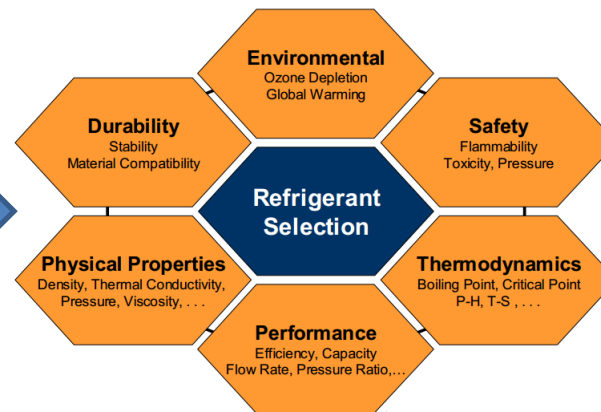 Environmental
Ozone Depletion
Global Warming
Durability
Stability
Material Compatibility
Safety
Flammability
Toxicity, Pressure
Refrigerant
Selection
Physical Properties
Density, Thermal Conductivity,
Pressure, Viscosity, . . .
Thermodynamics
Boiling Point, Critical Point
P-H, T-S , . . .
Performance
Efficiency, Capacity
Flow Rate, Pressure Ratio,...